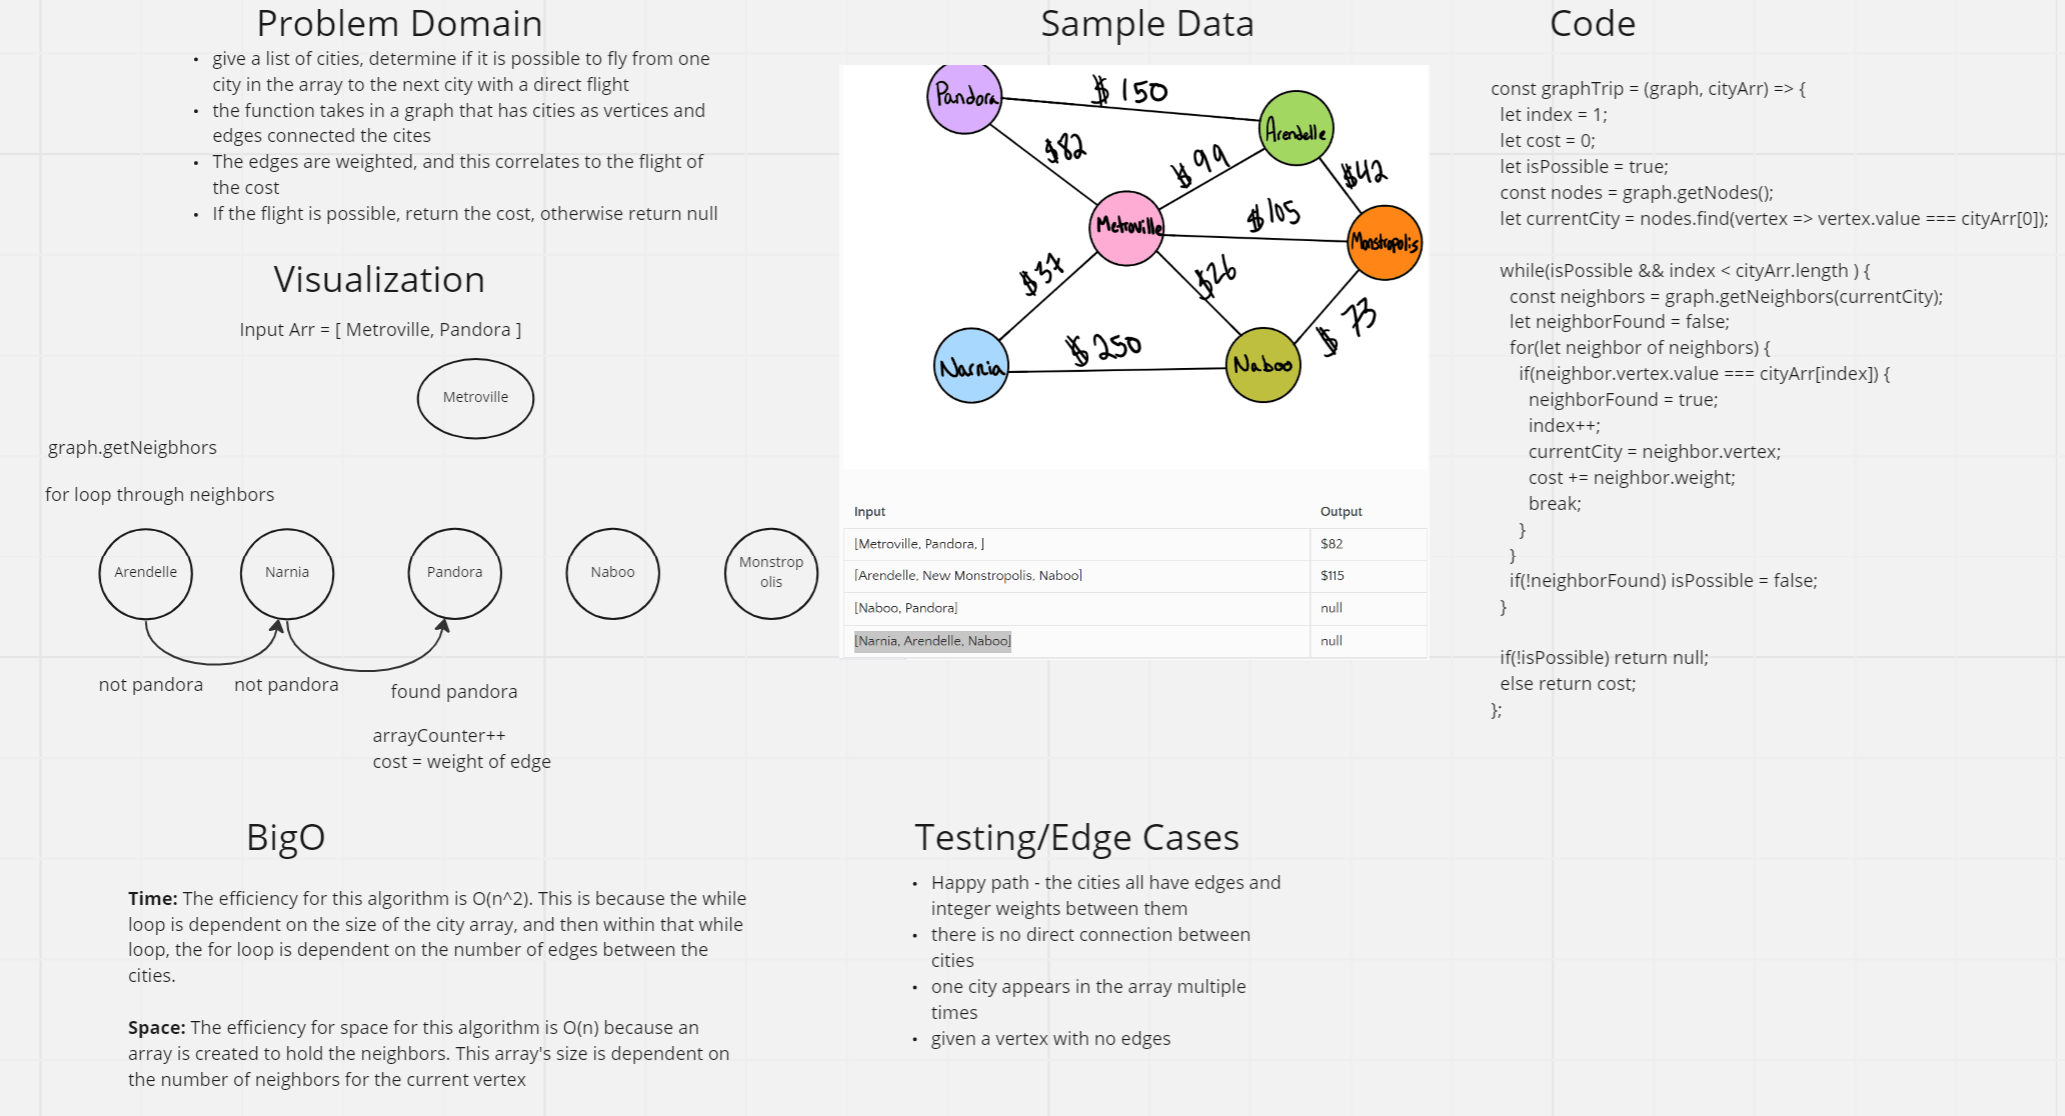 Problem Domain
• give a list of cities, determine if it is possible to fly from one
city in the array to the next city with a direct flight
• the function takes in a graph that has cities as vertices and
edges connected the cites
• The edges are weighted, and this correlates to the flight of
the cost
• If the flight is possible, return the cost, otherwise return null
Visualization
Input Arr = [ Metroville, Pandora ]
Metroville
graph.getNeigbhors
for loop through neighbors
Arendelle
Narnia
Pandora
Naboo
Monstrop
olis
not pandora
not pandora
found pandora
arrayCounter++
cost = weight of edge
BigO
Time: The efficiency for this algorithm is O(n^2). This is because the while
loop is dependent on the size of the city array, and then within that while
loop, the for loop is dependent on the number of edges between the
cities.
Space: The efficiency for space for this algorithm is O(n) because an
array is created to hold the neighbors. This array's size is dependent on
the number of neighbors for the current vertex
Sample Data
Pandora
$150
Arendelle
$82
$99
$42
Metroville
$105
Monstropolis
$37
$26
$73
Narnia
$250
Naboo
Input Output
[Metroville, Pandora, ] $82
[Arendelle, New Monstropolis, Naboo] $115
[Naboo, Pandora] null
[Narnia, Arendelle, Naboo] null
Testing/Edge Cases
• Happy path - the cities all have edges and
integer weights between them
• there is no direct connection between
cities
• one city appears in the array multiple
times
• given a vertex with no edges
Code
const graphTrip = (graph, cityArr) => {
let index = 1;
let cost = 0;
let isPossible = true;
const nodes = graph.getNodes();
let currentCity = nodes.find(vertex => vertex.value === cityArr[0]);
while(isPossible && index < cityArr.length ) {
const neighbors = graph.getNeighbors(currentCity);
let neighborFound = false;
for(let neighbor of neighbors) {
if(neighbor.vertex.value === cityArr[index]) {
neighborFound = true;
index++;
currentCity = neighbor.vertex;
cost += neighbor.weight;
break;
}
}
if(!neighborFound) isPossible = false;
}
if(!isPossible) return null;
else return cost;
};